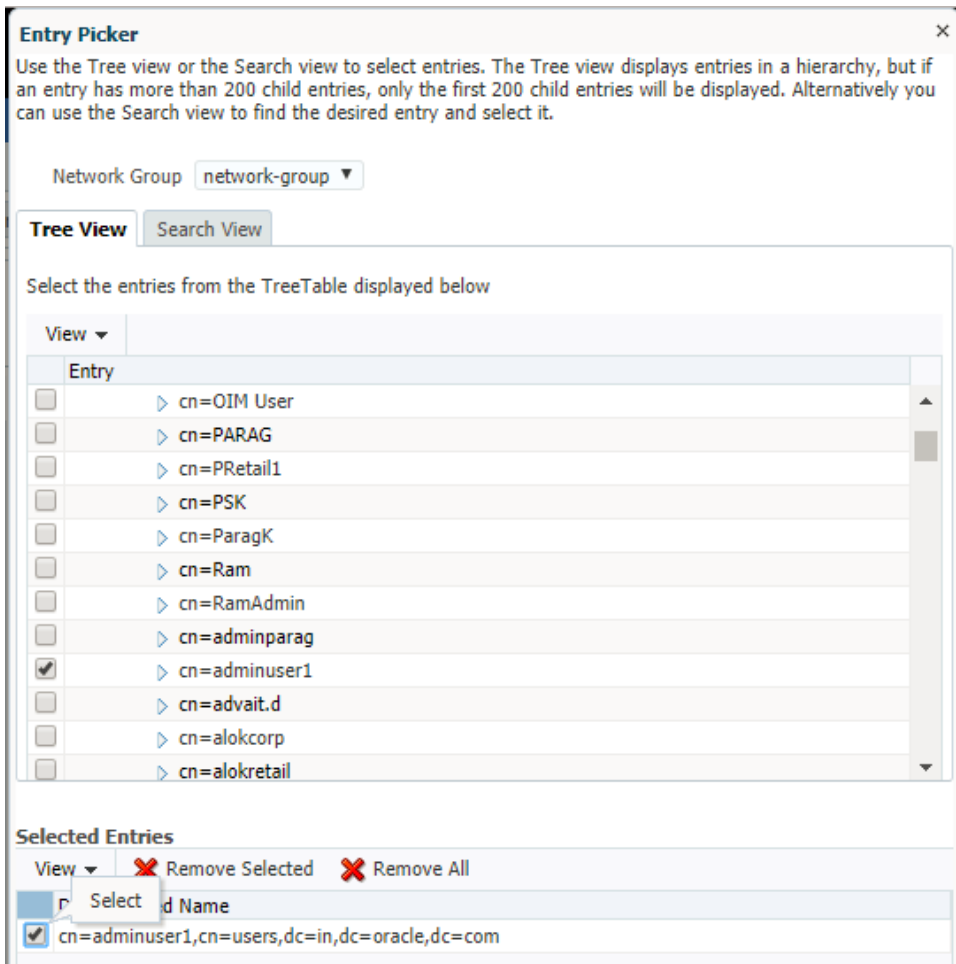 Entry Picker
Use the Tree view or the Search view to select entries. The Tree view displays entries in a hierarchy, but if
an entry has more than 200 child entries, only the first 200 child entries will be displayed. Alternatively you
can use the Search view to find the desired entry and select it.
Network Group network-group
Tree View Search View
Select the entries from the TreeTable displayed below
View
Entry
cn=OIM User
cn=PARAG
cn=PRetail1
cn=PSK
cn=ParagK
cn=Ram
cn=RamAdmin
cn=adminparag
cn=adminuser1
cn=advait.d
cn=alokcorp
cn=alokretail
Selected Entries
View Remove Selected Remove All
Select
d Name
cn=adminuser1,cn=users,dc=in,dc=oracle,dc=com